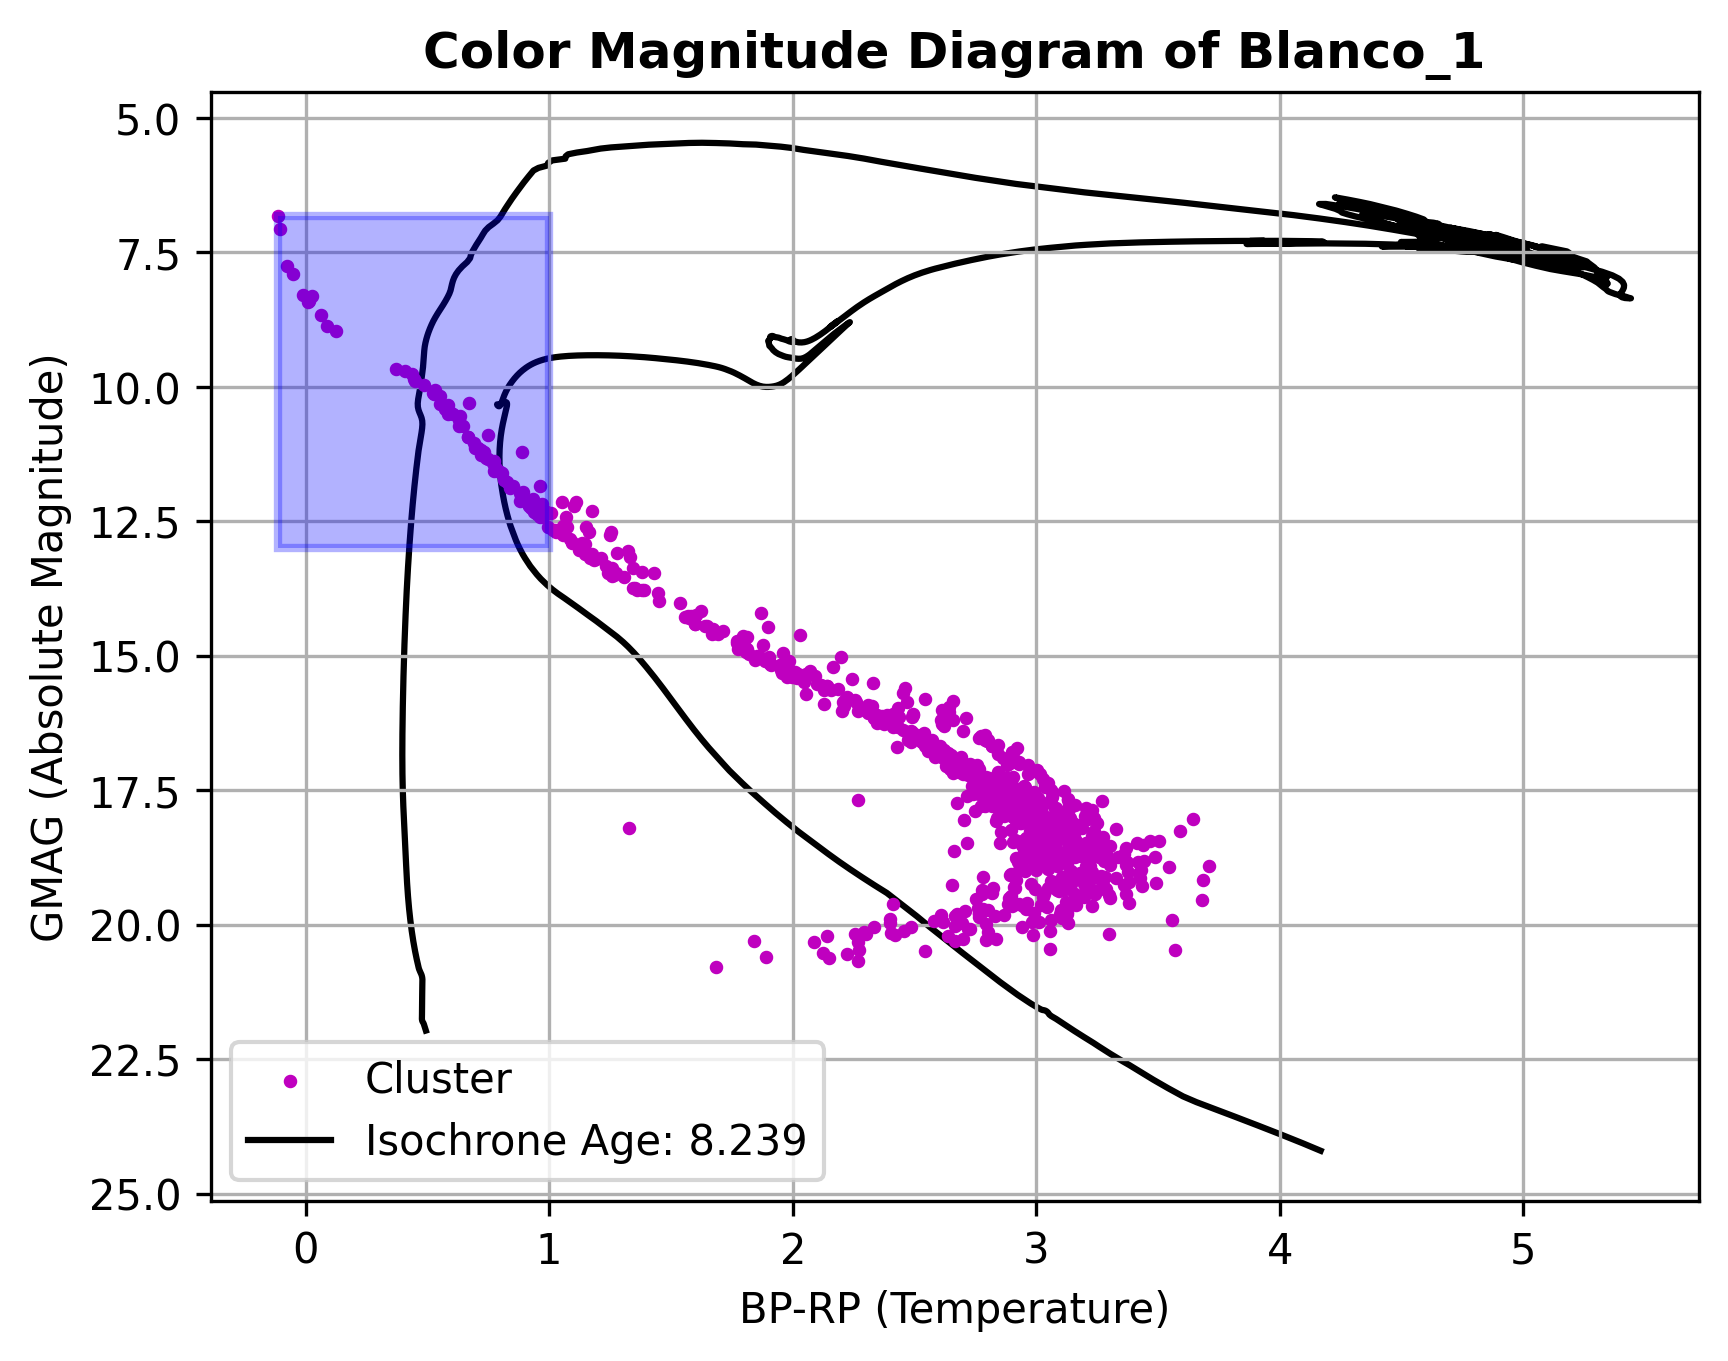 Color Magnitude Diagram of Blanco_1
GMAG (Absolute Magnitude)
5.0
7.5
10.0
12.5
15.0
17.5
20.0
22.5
25.0
Cluster
Isochrone Age: 8.239
0 1 2 3 4 5
BP-RP (Temperature)